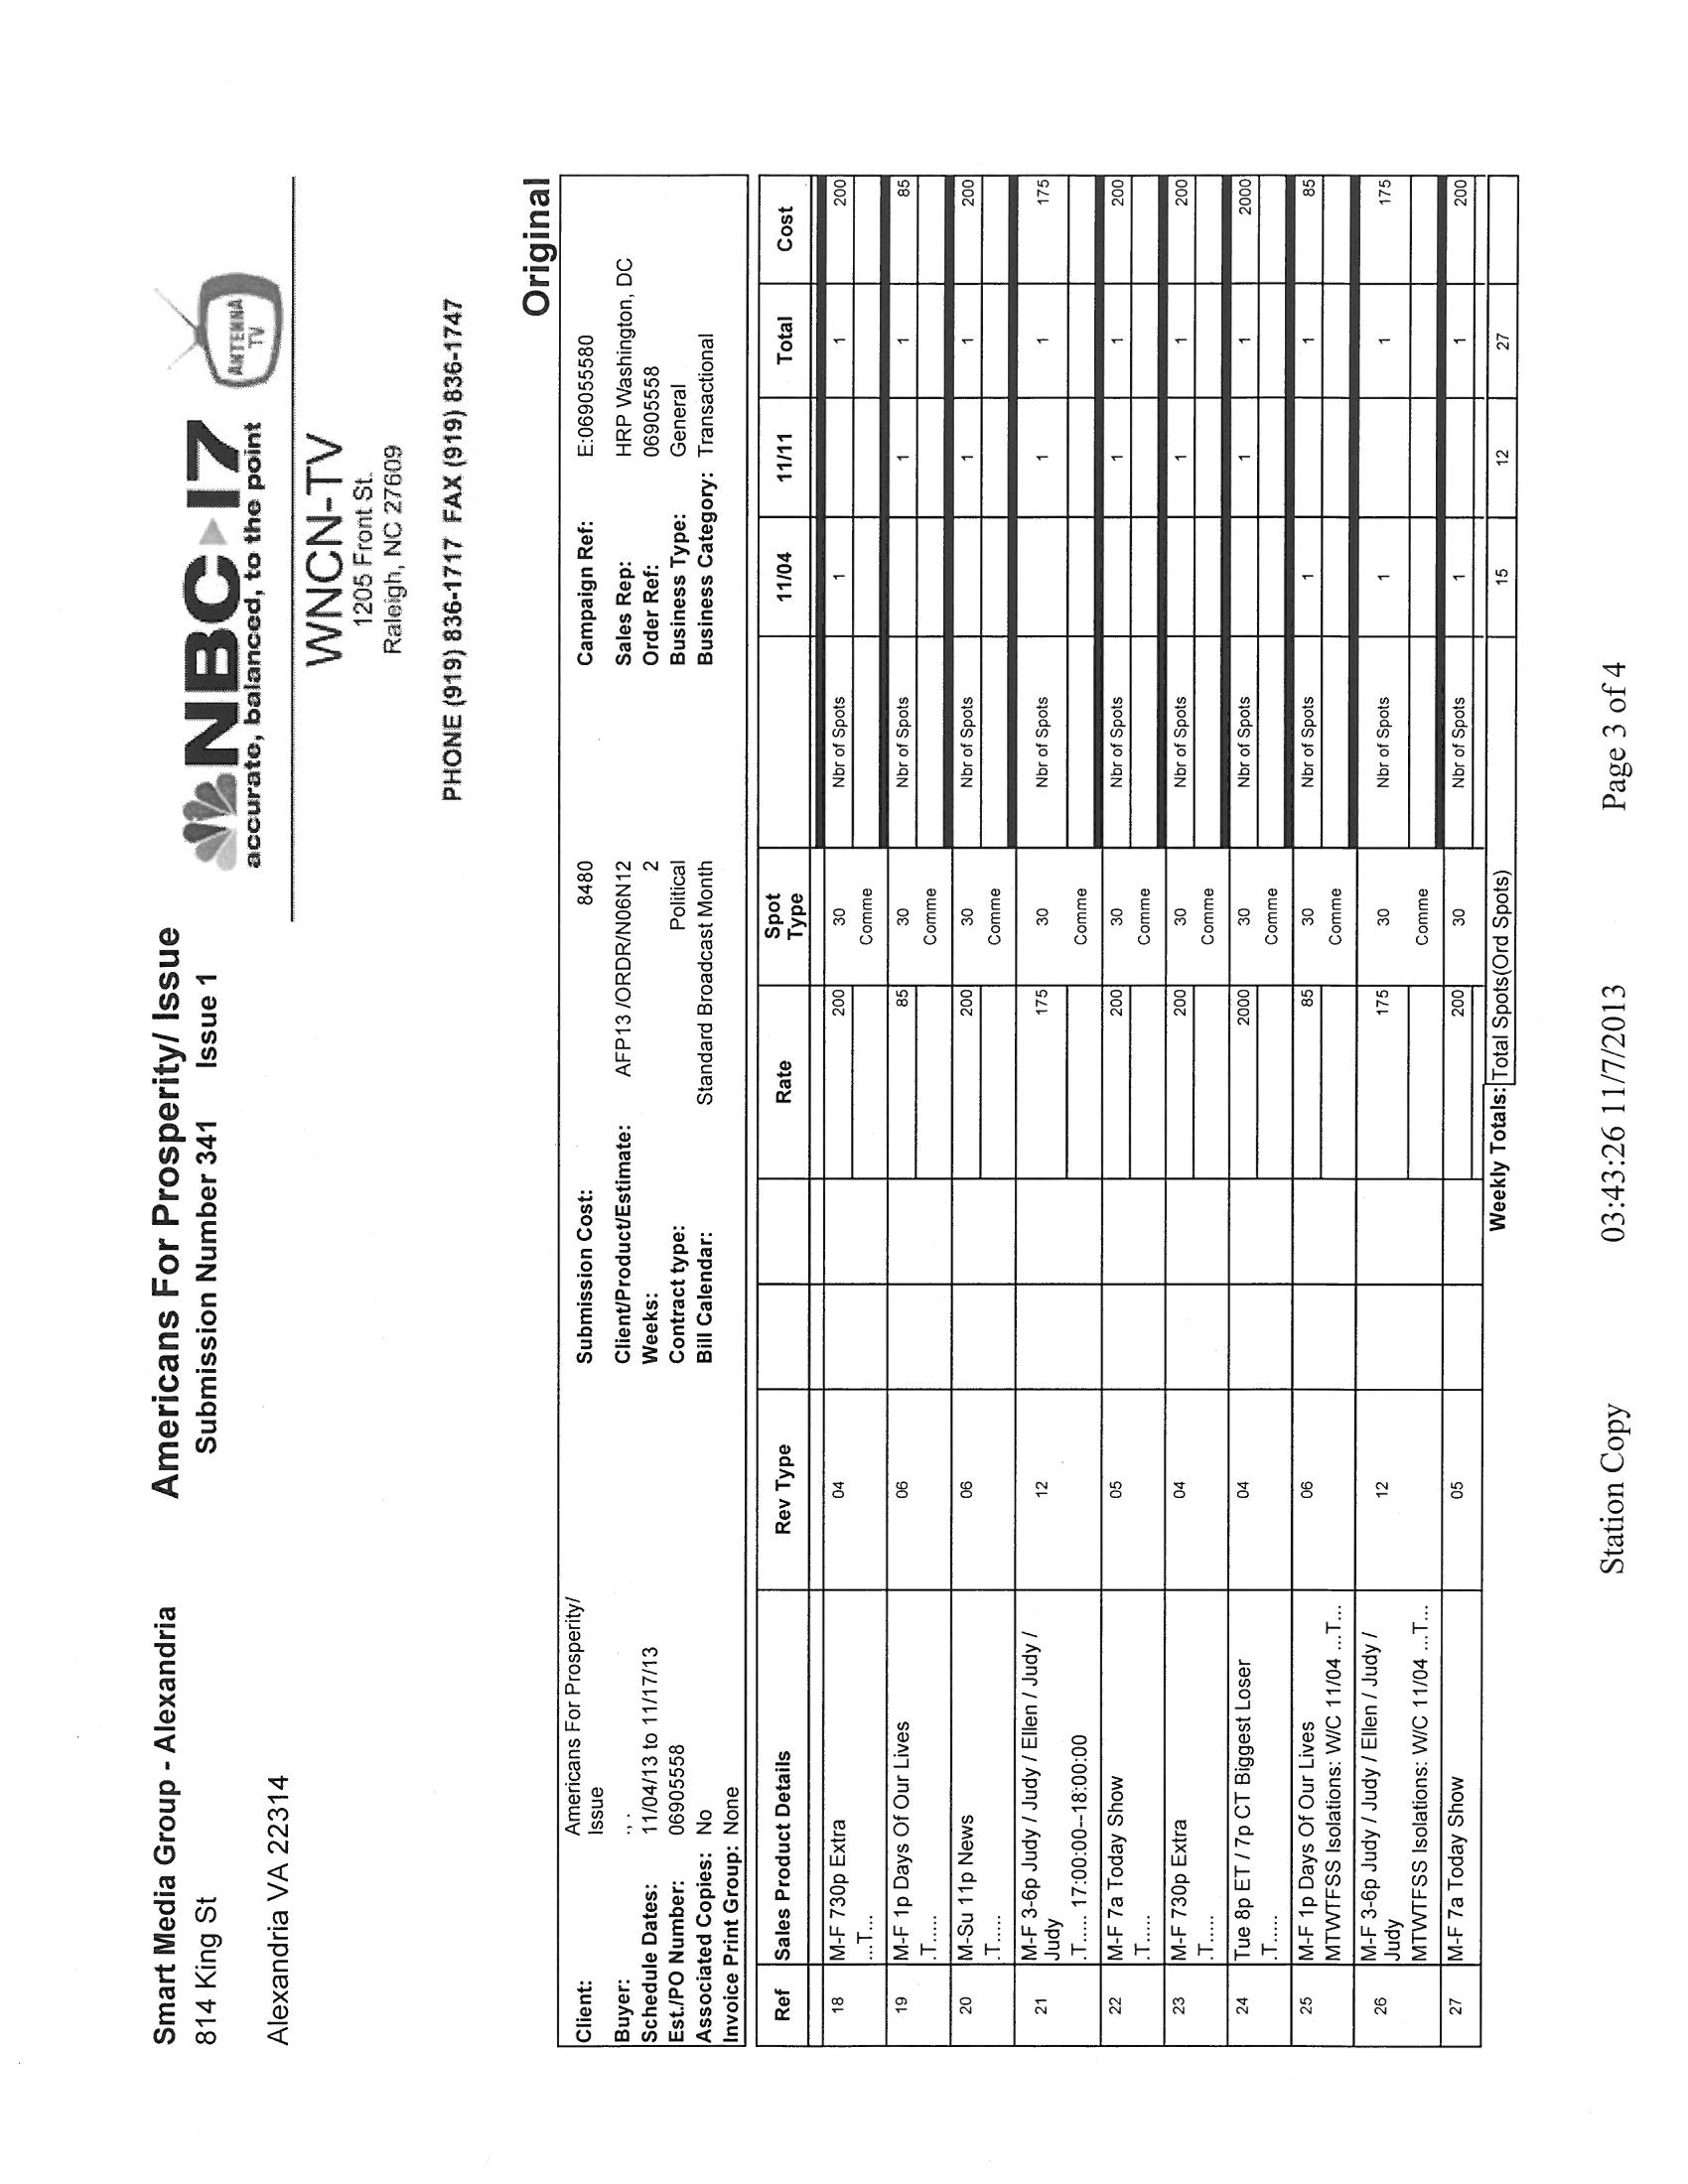 Smart Media Group - Alexandria
814 King St
Alexandria VA 22314
Americans For Prosperity/ Issue
Submission Number 341 Issue 1
NBC 17
accurate, balanced, to the point
ANTENNA
TV
WNCN-TV
1205 Front St.
Raleigh, NC 27609
PHONE (919) 836-1717 FAX (919) 836-1747
Original
Client: Americans For Prosperity/ Submission Cost: 8480 Campaign Ref: E:06905580
Issue
Buyer: ., . Client/Product/Estimate: AFP13 /ORDR/N06N12 Sales Rep: HRP Washington, DC
Schedule Dates: 11/04/13 to 11/17/13 Weeks: 2 Order Ref: 06905558
Est./PO Number: 06905558 Contract type: Political Business Type: General
Associated Copies: No Bill Calendar: Standard Broadcast Month Business Category: Transactional
Invoice Print Group: None
Ref Sales Product Details Rev Type Rate Spot Type 11/04 11/11 Total Cost
18 M-F 730p Extra 04 200 30 Nbr of Spots 1 1 200
...T... Comme
19 M-F 1p Days Of Our Lives 06 85 30 Nbr of Spots 1 1 85
.T..... Comme
20 M-Su 11p News 06 200 30 Nbr of Spots 1 1 200
.T..... Comme
21 M-F 3-6p Judy / Judy / Ellen / Judy / 12 175 30 Nbr of Spots 1 1 175
Judy
.T..... 17:00:00--18:00:00 Comme
22 M-F 7a Today Show 05 200 30 Nbr of Spots 1 1 200
.T..... Comme
23 M-F 730p Extra 04 200 30 Nbr of Spots 1 1 200
.T..... Comme
24 Tue 8p ET / 7p CT Biggest Loser 04 2000 30 Nbr of Spots 1 1 2000
.T..... Comme
25 M-F 1p Days Of Our Lives 06 85 30 Nbr of Spots 1 1 85
MTWTFSS Isolations: W/C 11/04 ...T... Comme
26 M-F 3-6p Judy / Judy / Ellen / Judy / 12 175 30 Nbr of Spots 1 1 175
Judy
MTWTFSS Isolations: W/C 11/04 ...T... Comme
27 M-F 7a Today Show 05 200 30 Nbr of Spots 1 1 200
Weekly Totals: Total Spots(Ord Spots) 15 12 27
Station Copy 03:43:26 11/7/2013 Page 3 of 4